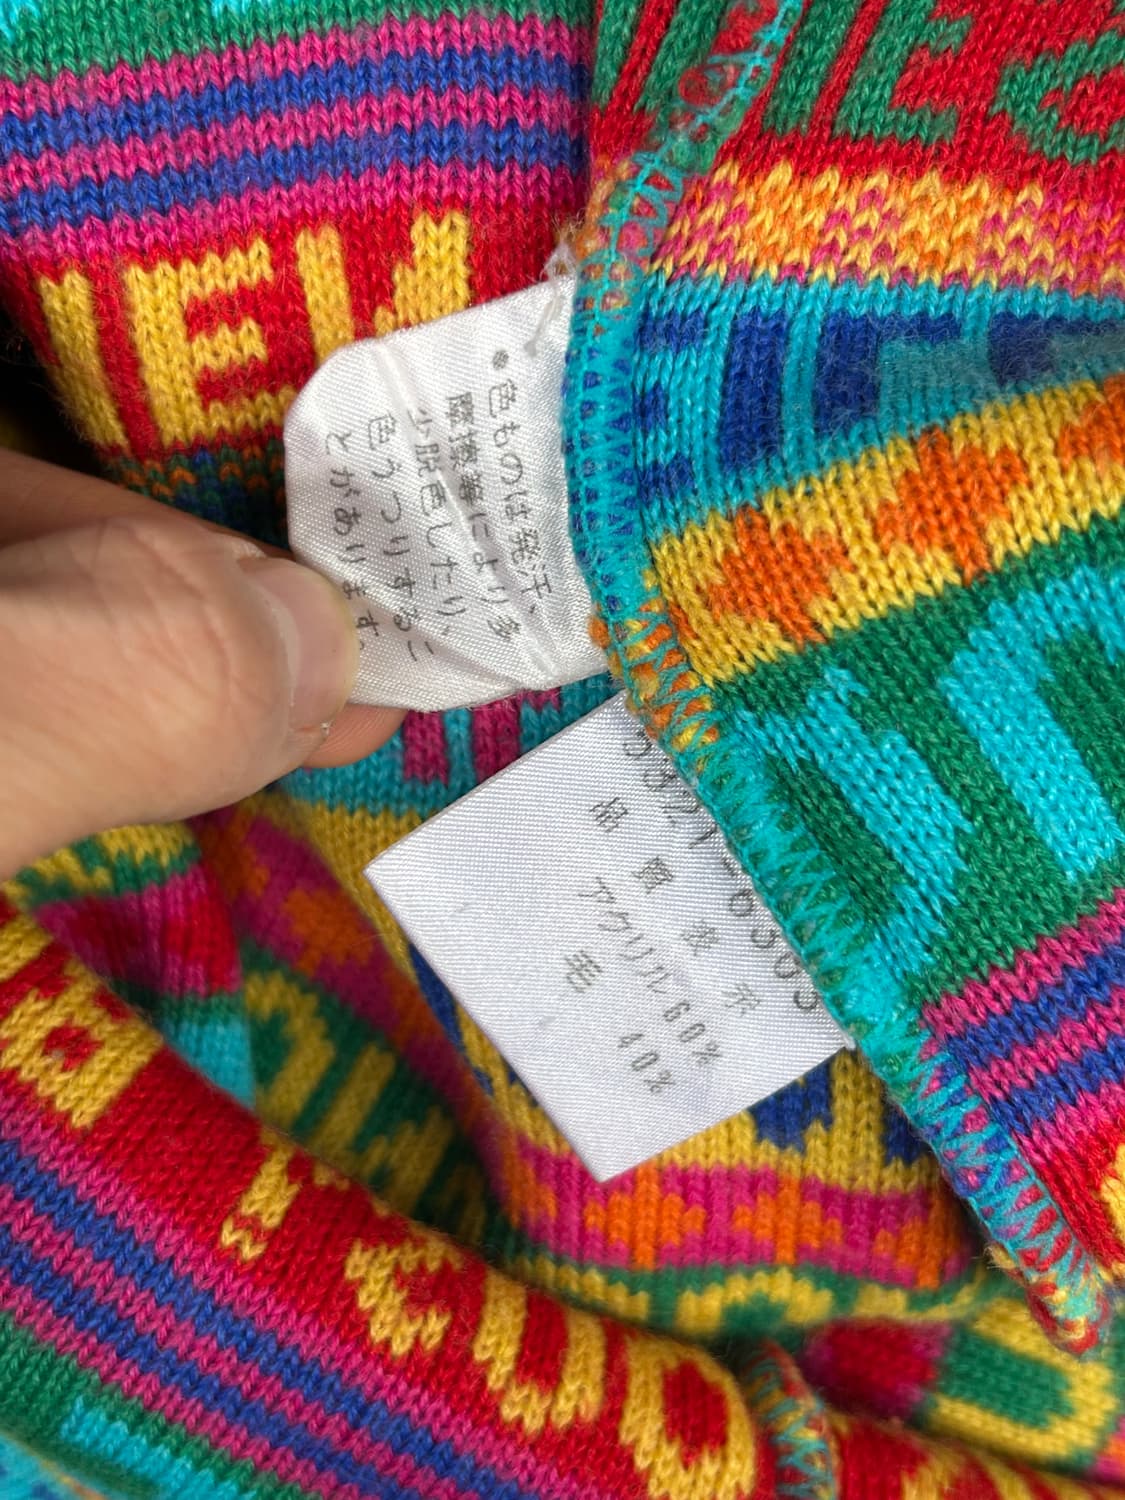 ●色ものは発汗、
摩擦等により多
少脱色したり、
色うつりするこ
とがあります。
品質表示
アクリル 60%
毛 40%